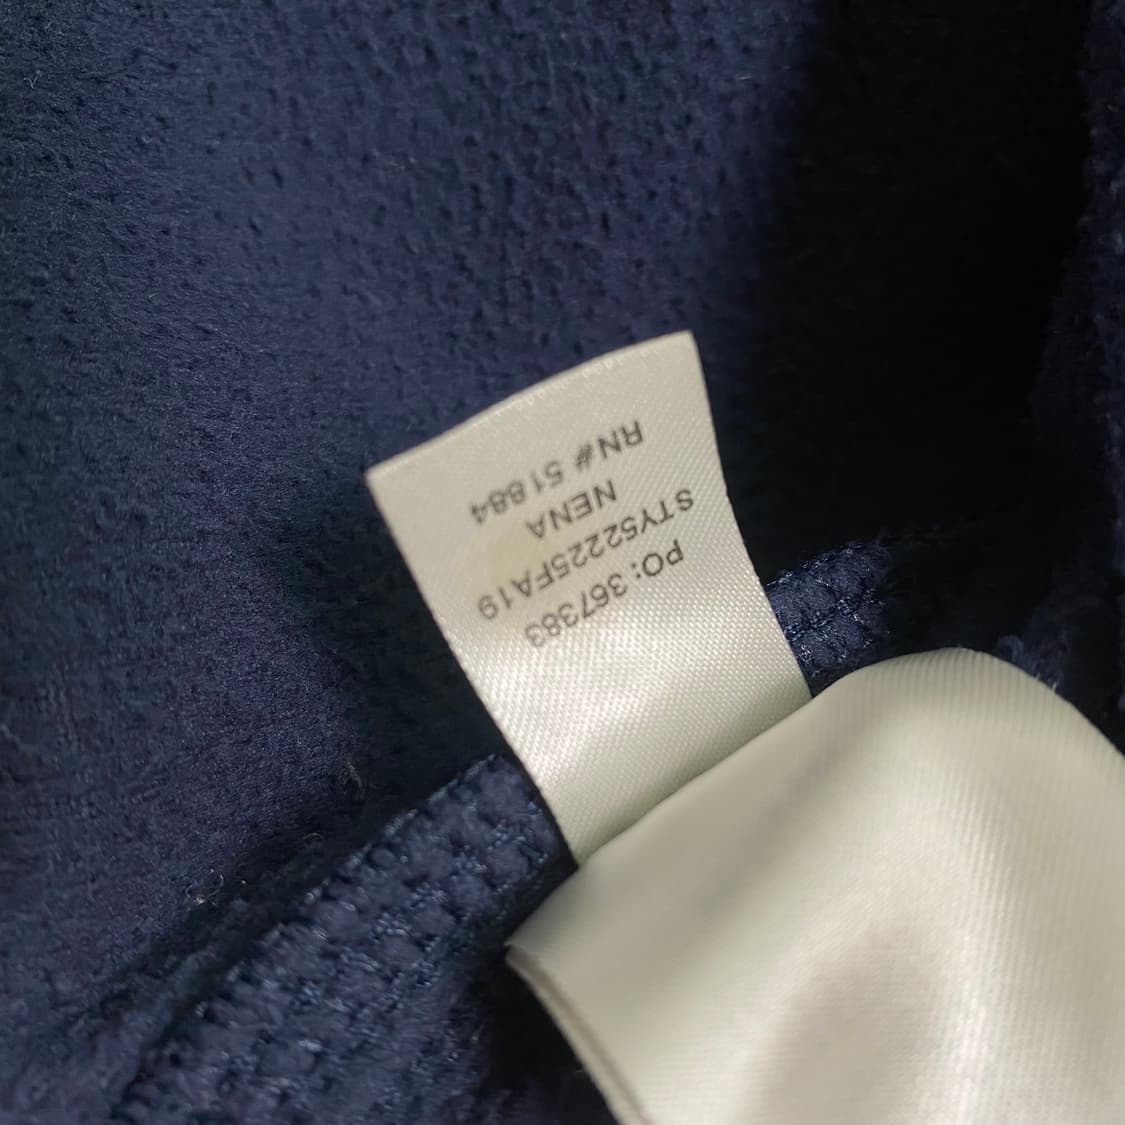 PO: 367383
STY52225FA19
NENA
RN# 51884